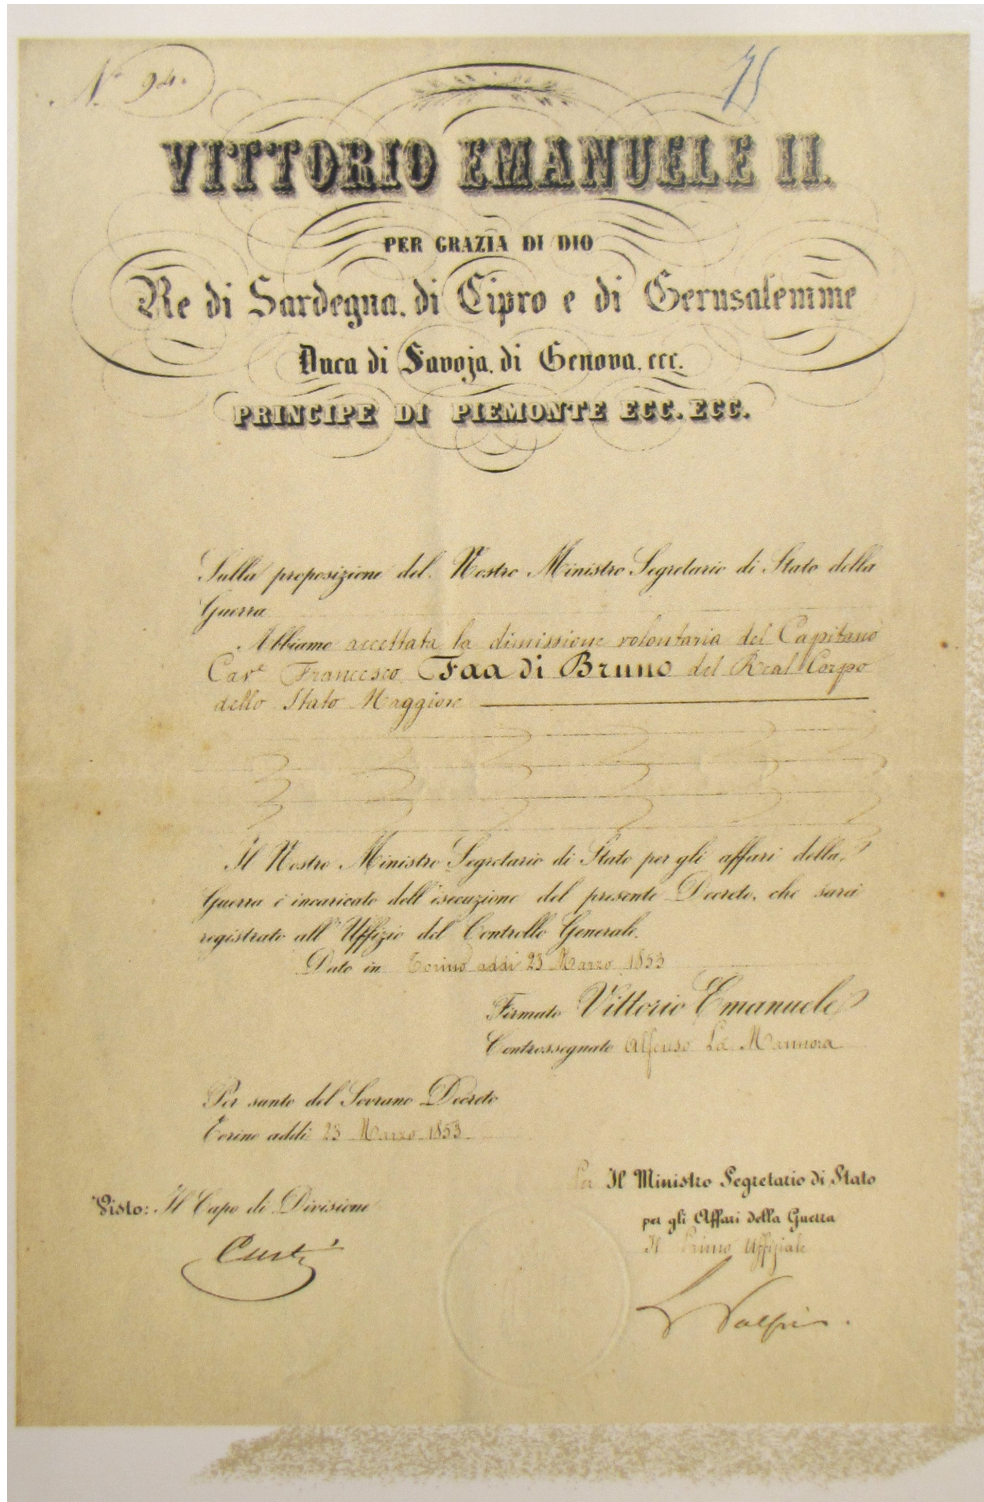 N. 94.
75
VITTORIO EMANUELE II.
PER GRAZIA DI DIO
Re di Sardegna, di Cipro e di Gerusalemme
Duca di Savoja, di Genova, ecc.
PRINCIPE DI PIEMONTE ECC. ECC.
Sulla proposizione del Nostro Ministro Segretario di Stato della
Guerra
Abbiamo accettata la dimissione volontaria del Capitano
Cav.e Francesco Faa di Bruno del Real Corpo
dello Stato Maggiore
Il Nostro Ministro Segretario di Stato per gli affari della
Guerra è incaricato dell'esecuzione del presente Decreto, che sarà
registrato all'Uffizio del Controllo Generale.
Dato in Torino addì 23 Marzo 1853
Firmato Vittorio Emanuele
Controssegnato Alfonso La Marmora
Per sunto del Sovrano Decreto
Torino addì 23 Marzo 1853
Per Il Ministro Segretario di Stato
per gli Affari della Guerra
Il Primo Uffiziale
Visto: Il Capo di Divisione